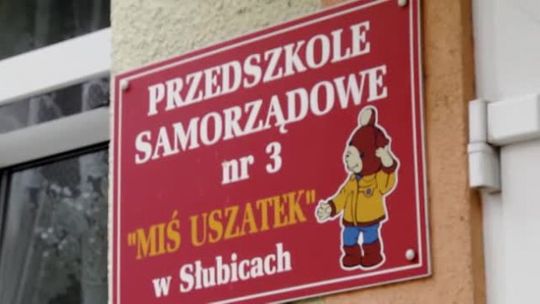 PRZEDSZKOLE
SAMORZĄDOWE
nr 3
"MIŚ USZATEK"
w Słubicach